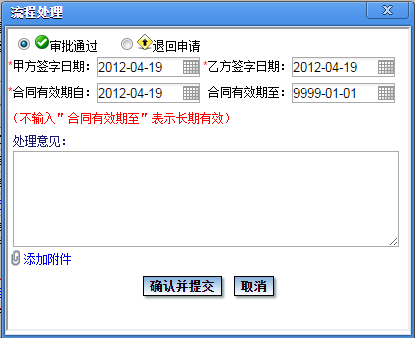 流程处理
审批通过 退回申请
*甲方签字日期：2012-04-19 *乙方签字日期：2012-04-19
*合同有效期自：2012-04-19 合同有效期至：9999-01-01
（不输入"合同有效期至"表示长期有效）
处理意见：
添加附件
确认并提交 取消